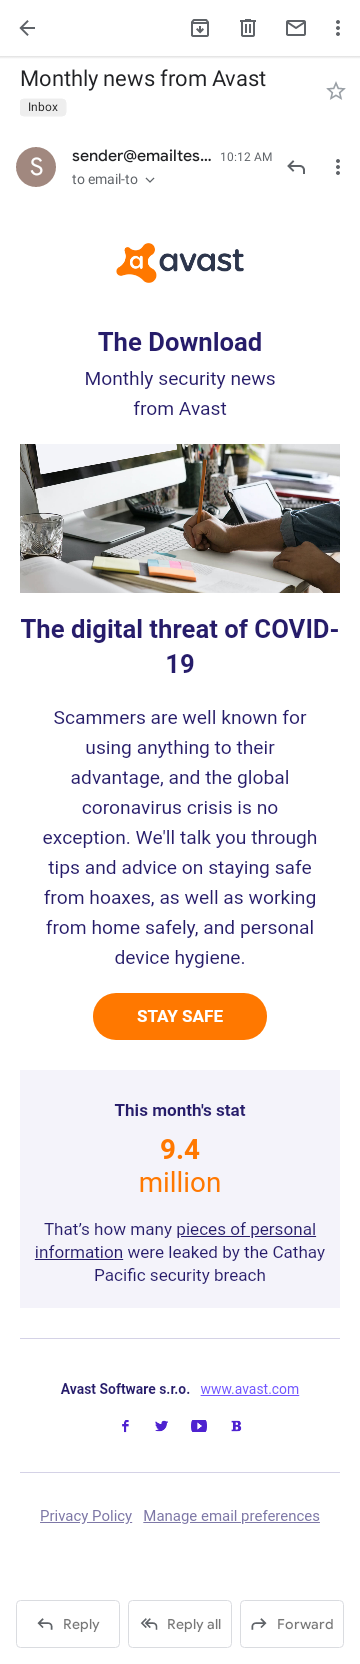 Monthly news from Avast
Inbox
S
sender@emailtes... 10:12 AM
to email-to
avast
The Download
Monthly security news
from Avast
The digital threat of COVID-
19
Scammers are well known for
using anything to their
advantage, and the global
coronavirus crisis is no
exception. We'll talk you through
tips and advice on staying safe
from hoaxes, as well as working
from home safely, and personal
device hygiene.
STAY SAFE
This month's stat
9.4
million
That’s how many pieces of personal
information were leaked by the Cathay
Pacific security breach
Avast Software s.r.o. www.avast.com
Privacy Policy Manage email preferences
Reply Reply all Forward